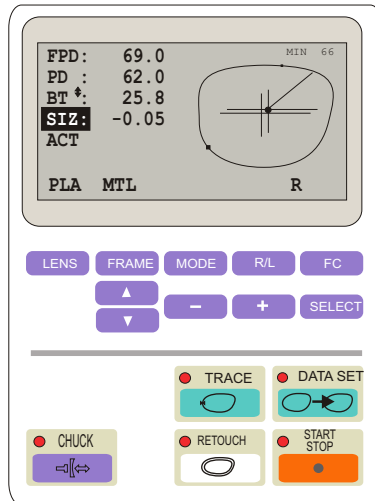 MIN 66
FPD: 69.0
PD : 62.0
BT ⇕: 25.8
SIZ: -0.05
ACT
PLA MTL R
LENS FRAME MODE R/L FC
▲
− + SELECT
▼
TRACE DATA SET
CHUCK RETOUCH START
STOP